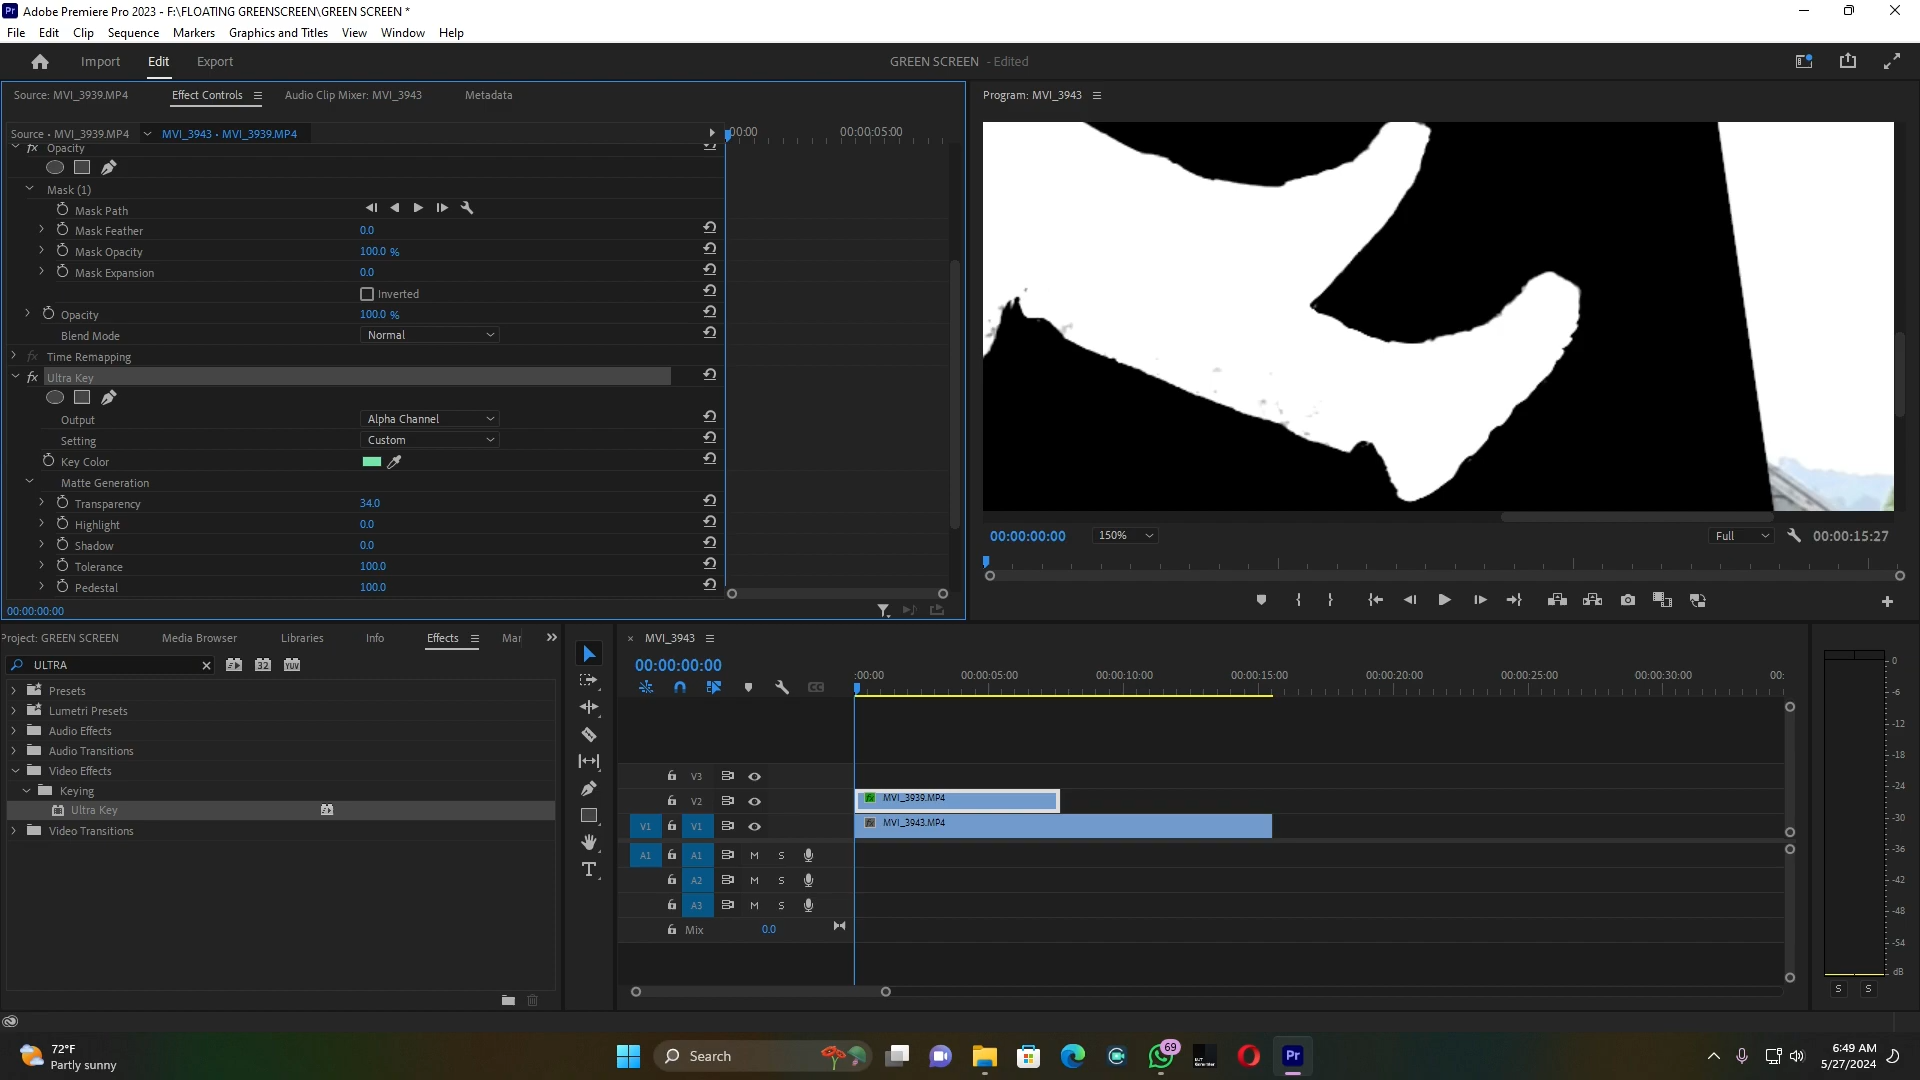 Pr Adobe Premiere Pro 2023 - F:\FLOATING GREENSCREEN\GREEN SCREEN *
File Edit Clip Sequence Markers Graphics and Titles View Window Help
Import Edit Export GREEN SCREEN - Edited
Source: MVI_3939.MP4 Effect Controls Audio Clip Mixer: MVI_3943 Metadata
Program: MVI_3943
Source • MVI_3939.MP4 MVI_3943 • MVI_3939.MP4 :00:00 00:00:05:00
fx Opacity
Mask (1)
Mask Path
Mask Feather 0.0
Mask Opacity 100.0 %
Mask Expansion 0.0
Inverted
Opacity 100.0 %
Blend Mode Normal
fx Time Remapping
fx Ultra Key
Output Alpha Channel
Setting Custom
Key Color
Matte Generation
Transparency 34.0
Highlight 0.0
Shadow 0.0
Tolerance 100.0
Pedestal 100.0
00:00:00:00
00:00:00:00 150% Full 00:00:15:27
Project: GREEN SCREEN Media Browser Libraries Info Effects Mar
ULTRA 32 YUV
Presets
Lumetri Presets
Audio Effects
Audio Transitions
Video Effects
Keying
Ultra Key
Video Transitions
× MVI_3943
00:00:00:00
:00:00 00:00:05:00 00:00:10:00 00:00:15:00 00:00:20:00 00:00:25:00 00:00:30:00 00:
V3
V2 fx MVI_3939.MP4
V1 V1 fx MVI_3943.MP4
A1 A1 M S
A2 M S
A3 M S
Mix 0.0
0
-6
-12
-18
-24
-30
-36
-42
-48
-54
dB
S S
72°F
Partly sunny
Search
69
Pr
6:49 AM
5/27/2024